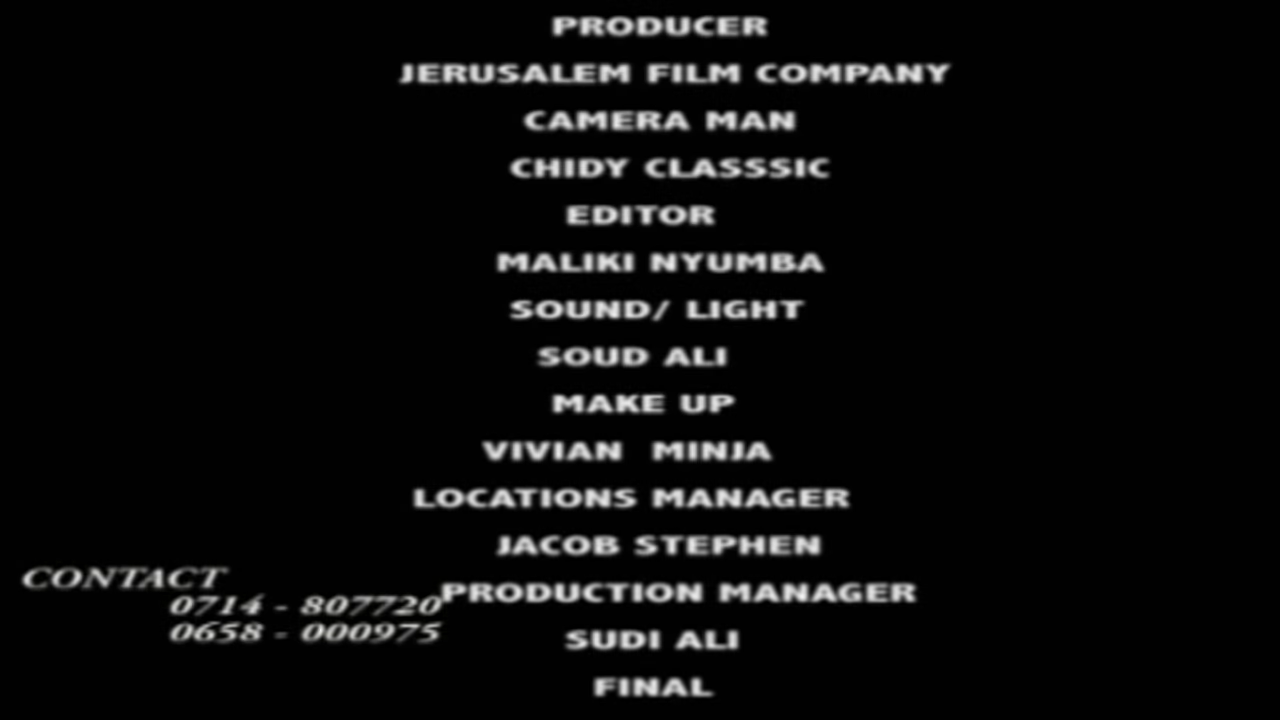 PRODUCER
JERUSALEM FILM COMPANY
CAMERA MAN
CHIDY CLASSSIC
EDITOR
MALIKI NYUMBA
SOUND/ LIGHT
SOUD ALI
MAKE UP
VIVIAN MINJA
LOCATIONS MANAGER
JACOB STEPHEN
PRODUCTION MANAGER
SUDI ALI
FINAL
CONTACT
0714 - 807720
0658 - 000975